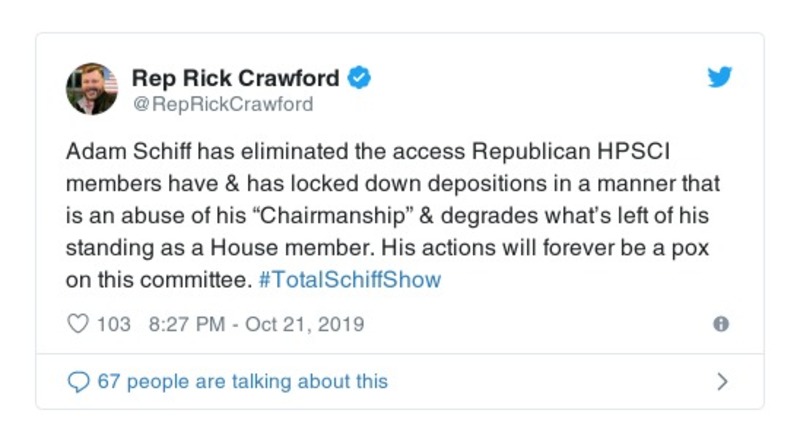 Rep Rick Crawford
@RepRickCrawford
Adam Schiff has eliminated the access Republican HPSCI
members have & has locked down depositions in a manner that
is an abuse of his “Chairmanship” & degrades what’s left of his
standing as a House member. His actions will forever be a pox
on this committee. #TotalSchiffShow
103 8:27 PM - Oct 21, 2019
67 people are talking about this